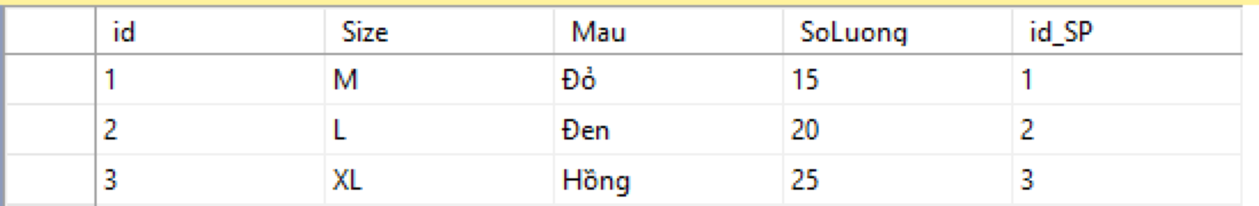 id Size Mau SoLuong id_SP
1 M Đỏ 15 1
2 L Đen 20 2
3 XL Hồng 25 3